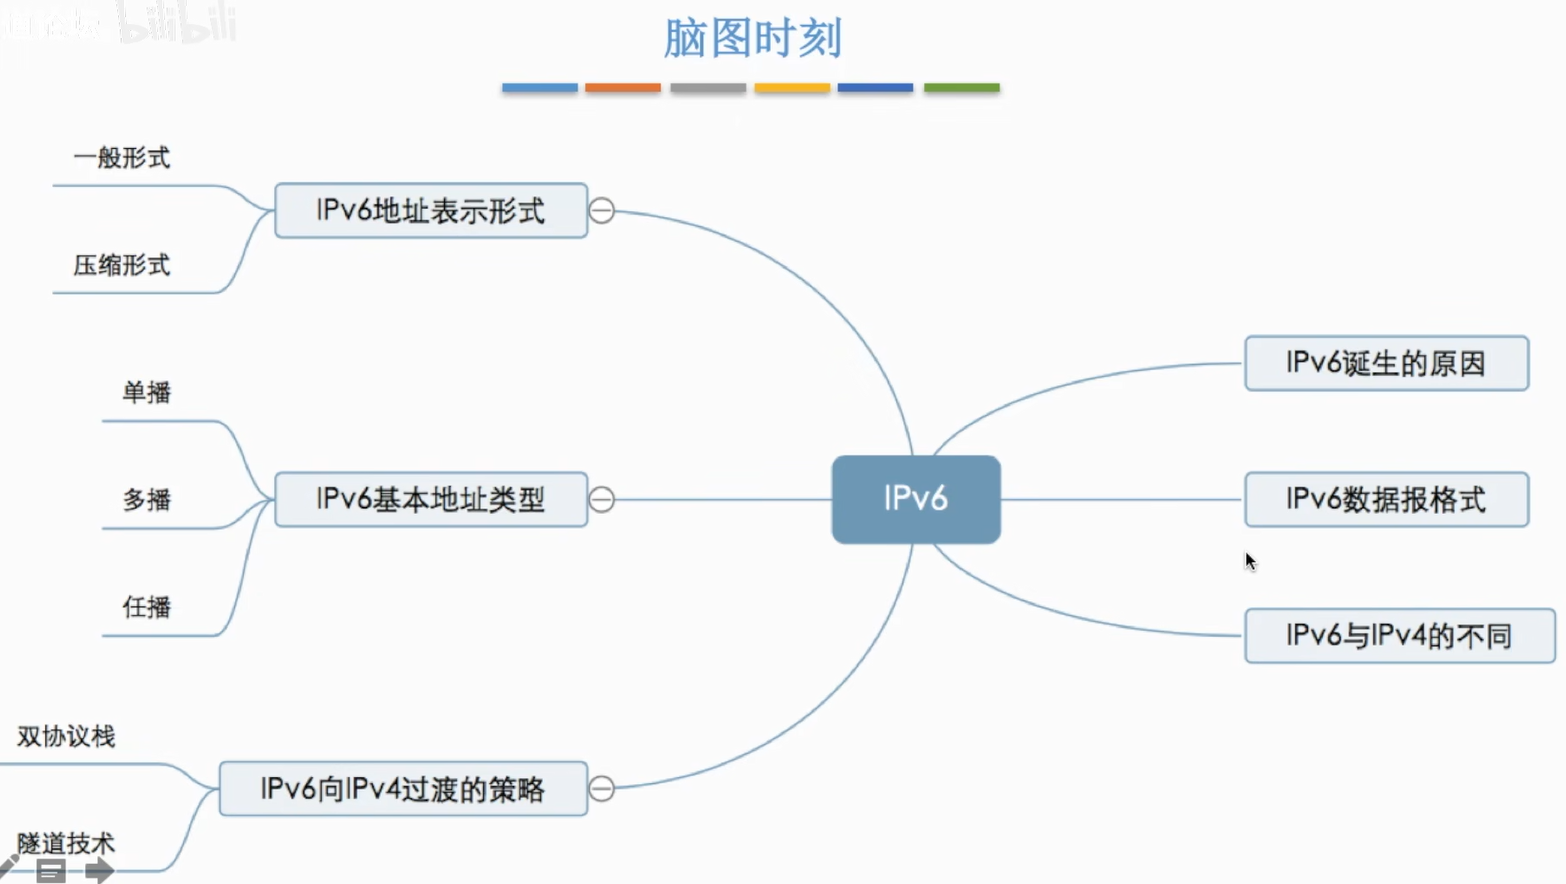 bilibili
脑图时刻
一般形式
IPv6地址表示形式
压缩形式
单播
IPv6基本地址类型
多播
任播
双协议栈
IPv6向IPv4过渡的策略
隧道技术
IPv6
IPv6诞生的原因
IPv6数据报格式
IPv6与IPv4的不同